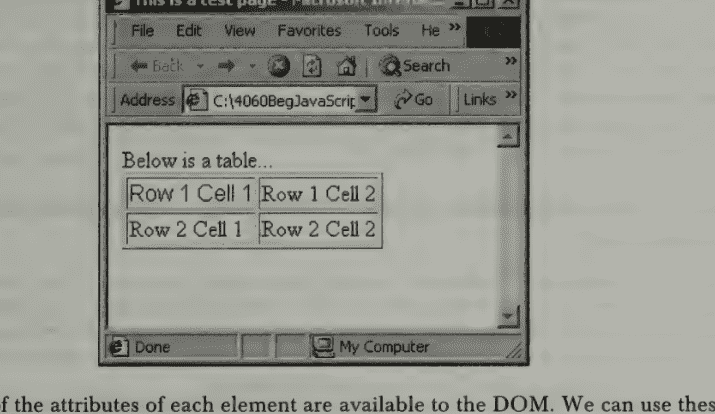 This is a test page - Microsoft Internet
File Edit View Favorites Tools He »
Back Search »
Address C:\4060BegJavaScrip Go Links »
Below is a table...
Row 1 Cell 1 Row 1 Cell 2
Row 2 Cell 1 Row 2 Cell 2
Done My Computer
f the attributes of each element are available to the DOM. We can use thes